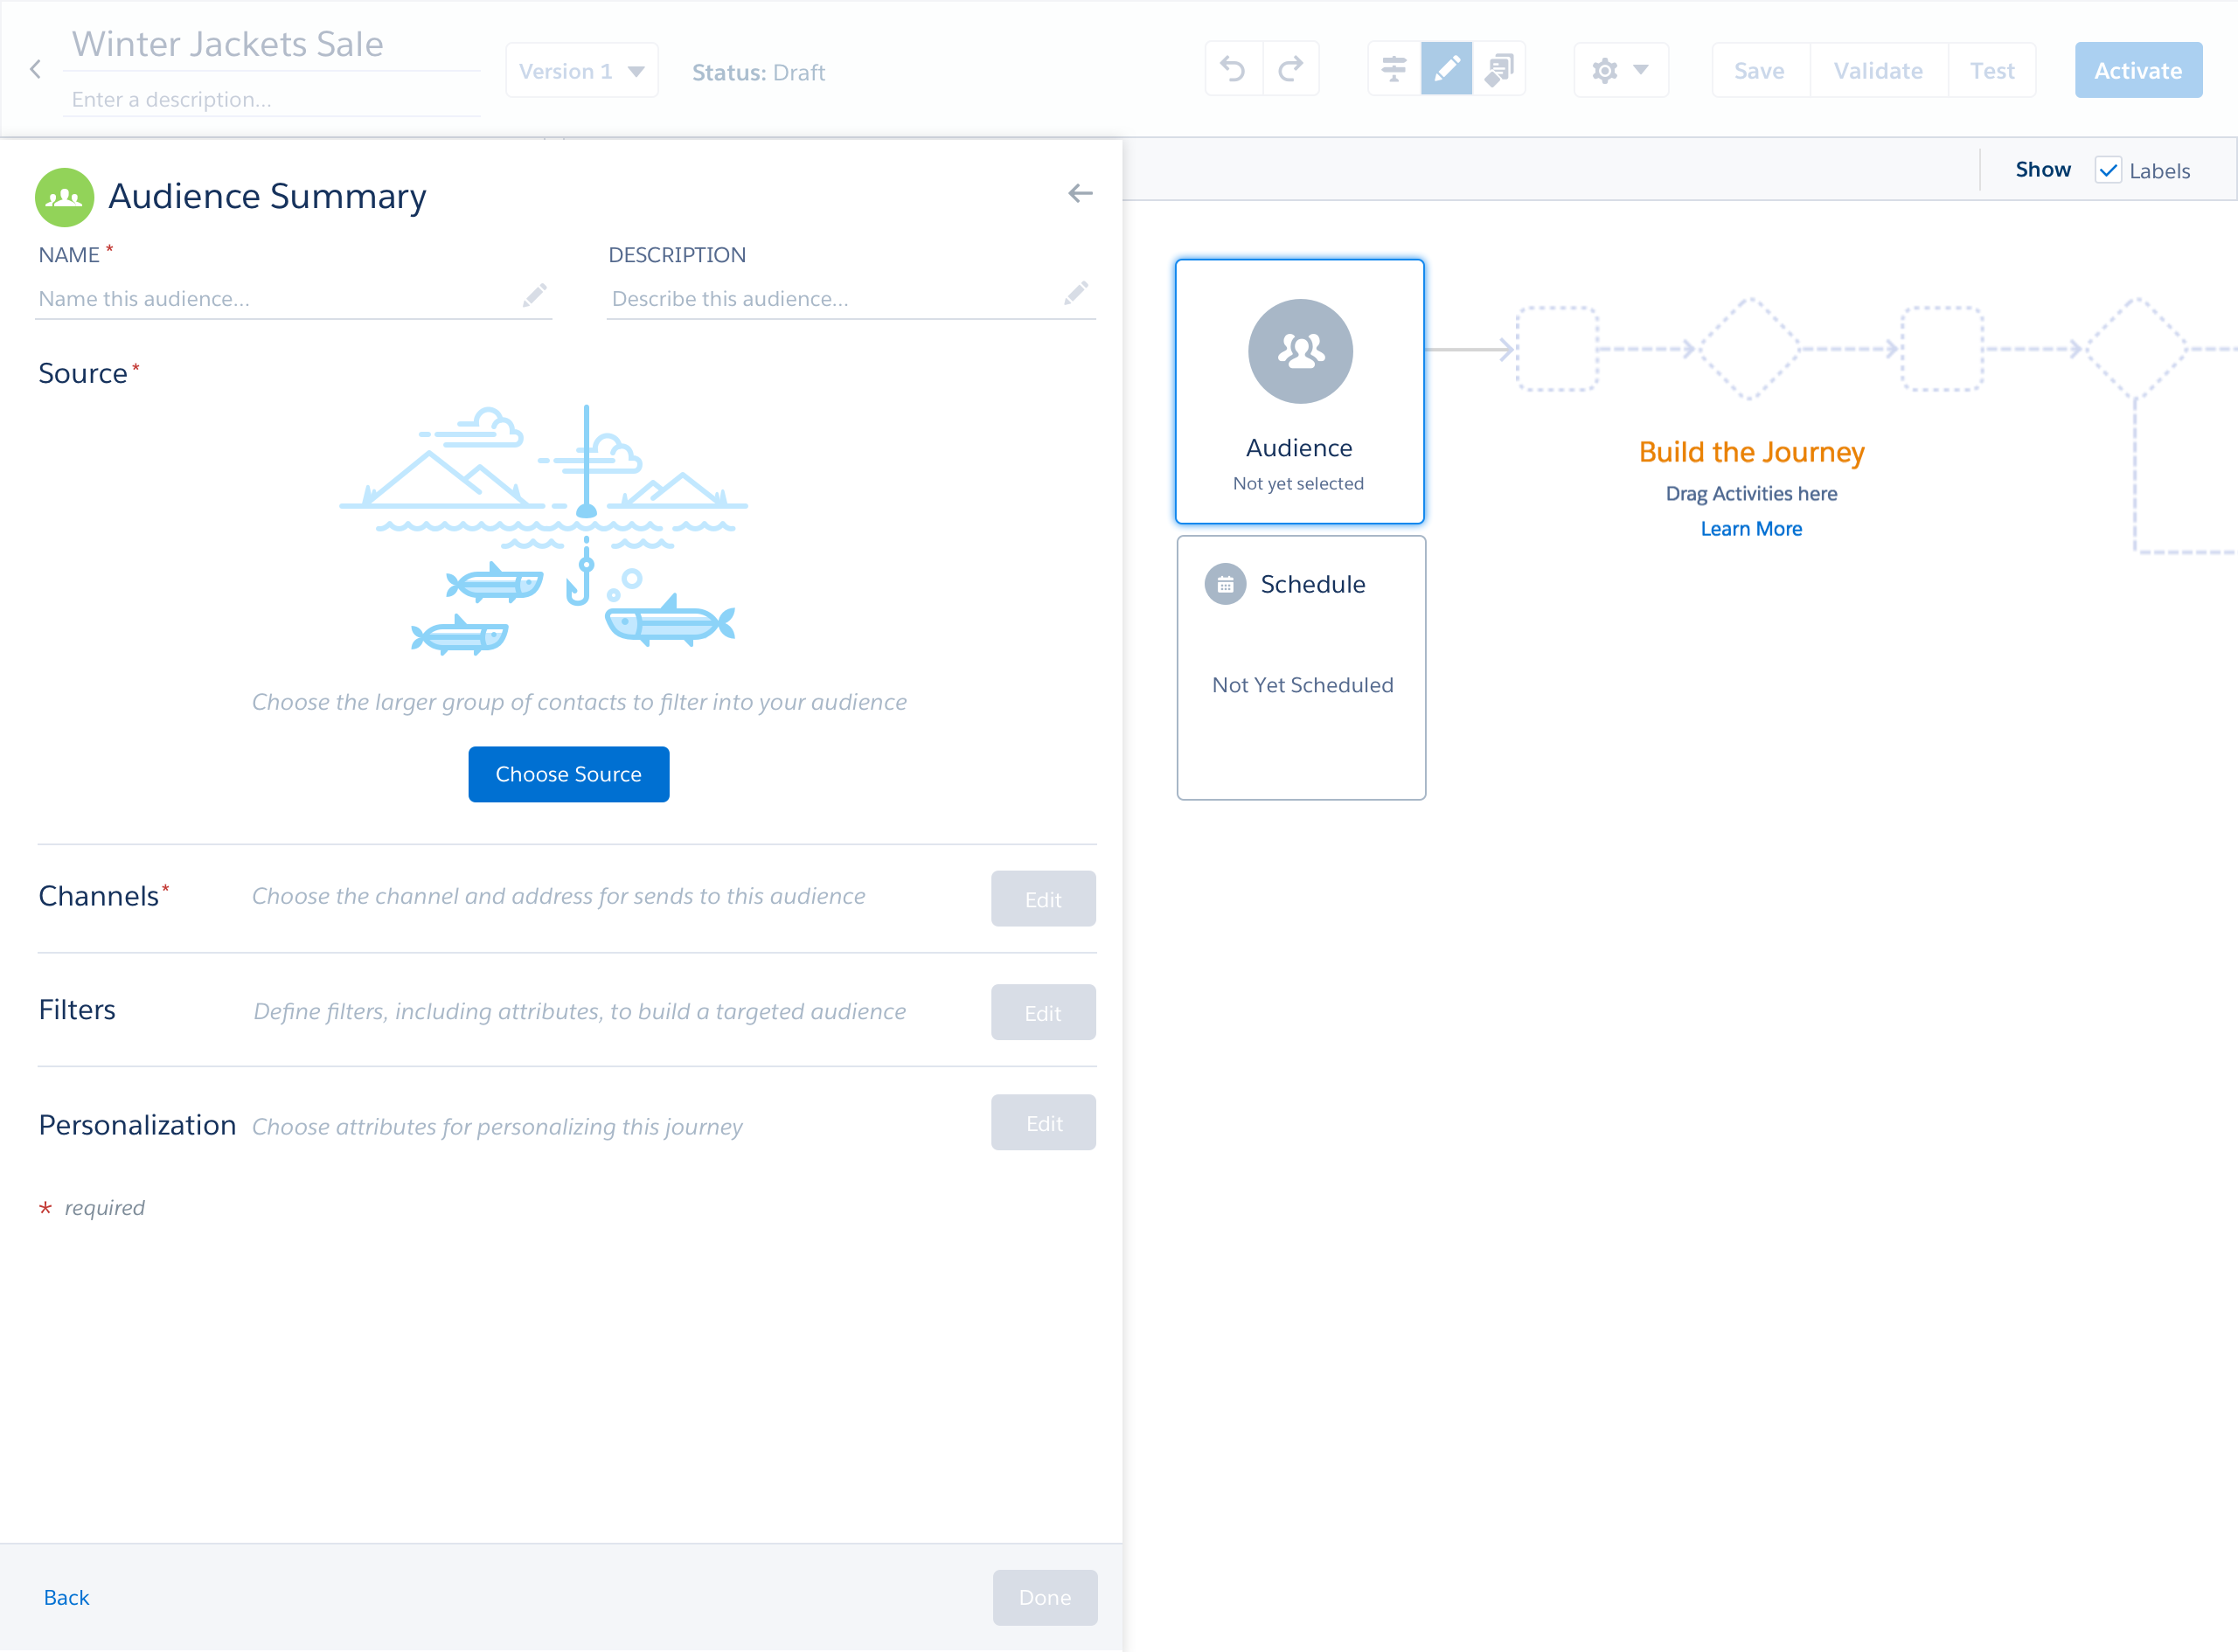 Winter Jackets Sale
Enter a description...
Version 1
Status: Draft
Save
Validate
Test
Activate
Show
Labels
Audience Summary
NAME *
Name this audience...
DESCRIPTION
Describe this audience...
Source*
Choose the larger group of contacts to filter into your audience
Choose Source
Channels*
Choose the channel and address for sends to this audience
Edit
Filters
Define filters, including attributes, to build a targeted audience
Edit
Personalization
Choose attributes for personalizing this journey
Edit
* required
Back
Done
Audience
Not yet selected
Schedule
Not Yet Scheduled
Build the Journey
Drag Activities here
Learn More